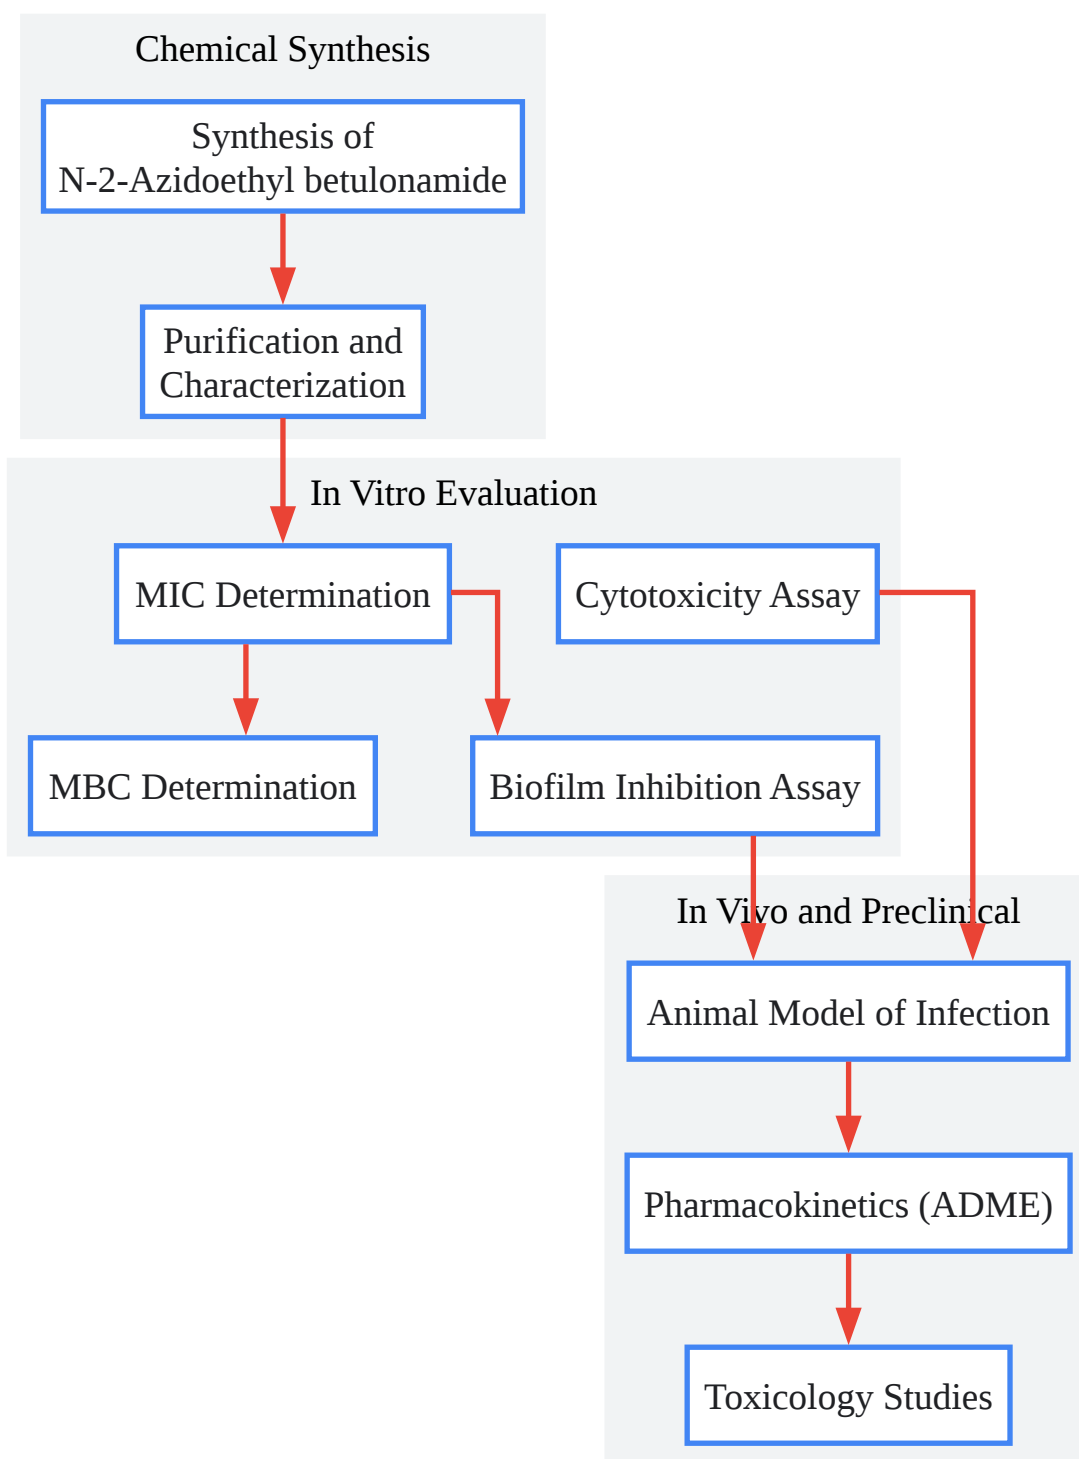 Chemical Synthesis
Synthesis of
N-2-Azidoethyl betulonamide
Purification and
Characterization
In Vitro Evaluation
MIC Determination
Cytotoxicity Assay
MBC Determination
Biofilm Inhibition Assay
In Vivo and Preclinical
Animal Model of Infection
Pharmacokinetics (ADME)
Toxicology Studies